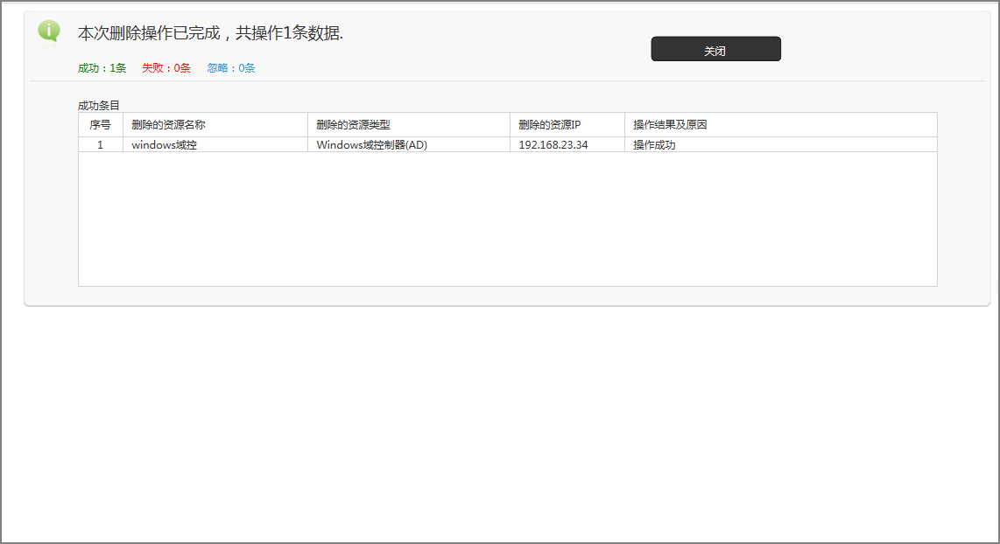 本次删除操作已完成，共操作1条数据.
关闭
成功：1条 失败：0条 忽略：0条
成功条目
序号 删除的资源名称 删除的资源类型 删除的资源IP 操作结果及原因
1 windows域控 Windows域控制器(AD) 192.168.23.34 操作成功